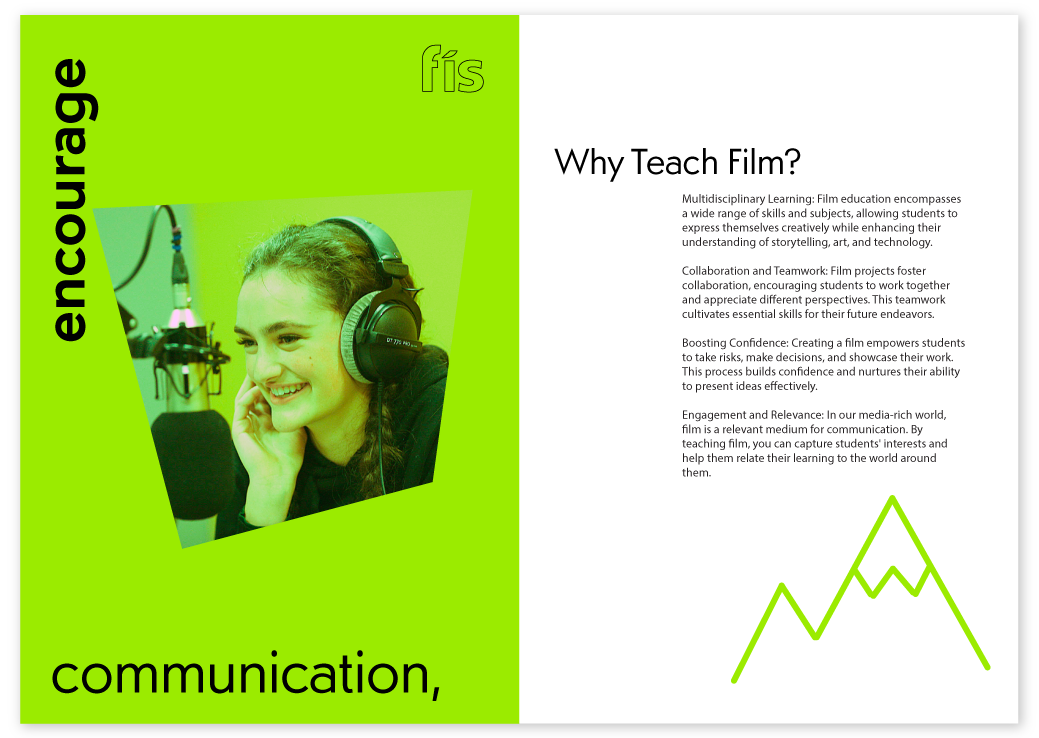 encourage
fís
DT 770 PRO
communication,
Why Teach Film?
Multidisciplinary Learning: Film education encompasses
a wide range of skills and subjects, allowing students to
express themselves creatively while enhancing their
understanding of storytelling, art, and technology.
Collaboration and Teamwork: Film projects foster
collaboration, encouraging students to work together
and appreciate different perspectives. This teamwork
cultivates essential skills for their future endeavors.
Boosting Confidence: Creating a film empowers students
to take risks, make decisions, and showcase their work.
This process builds confidence and nurtures their ability
to present ideas effectively.
Engagement and Relevance: In our media-rich world,
film is a relevant medium for communication. By
teaching film, you can capture students' interests and
help them relate their learning to the world around
them.